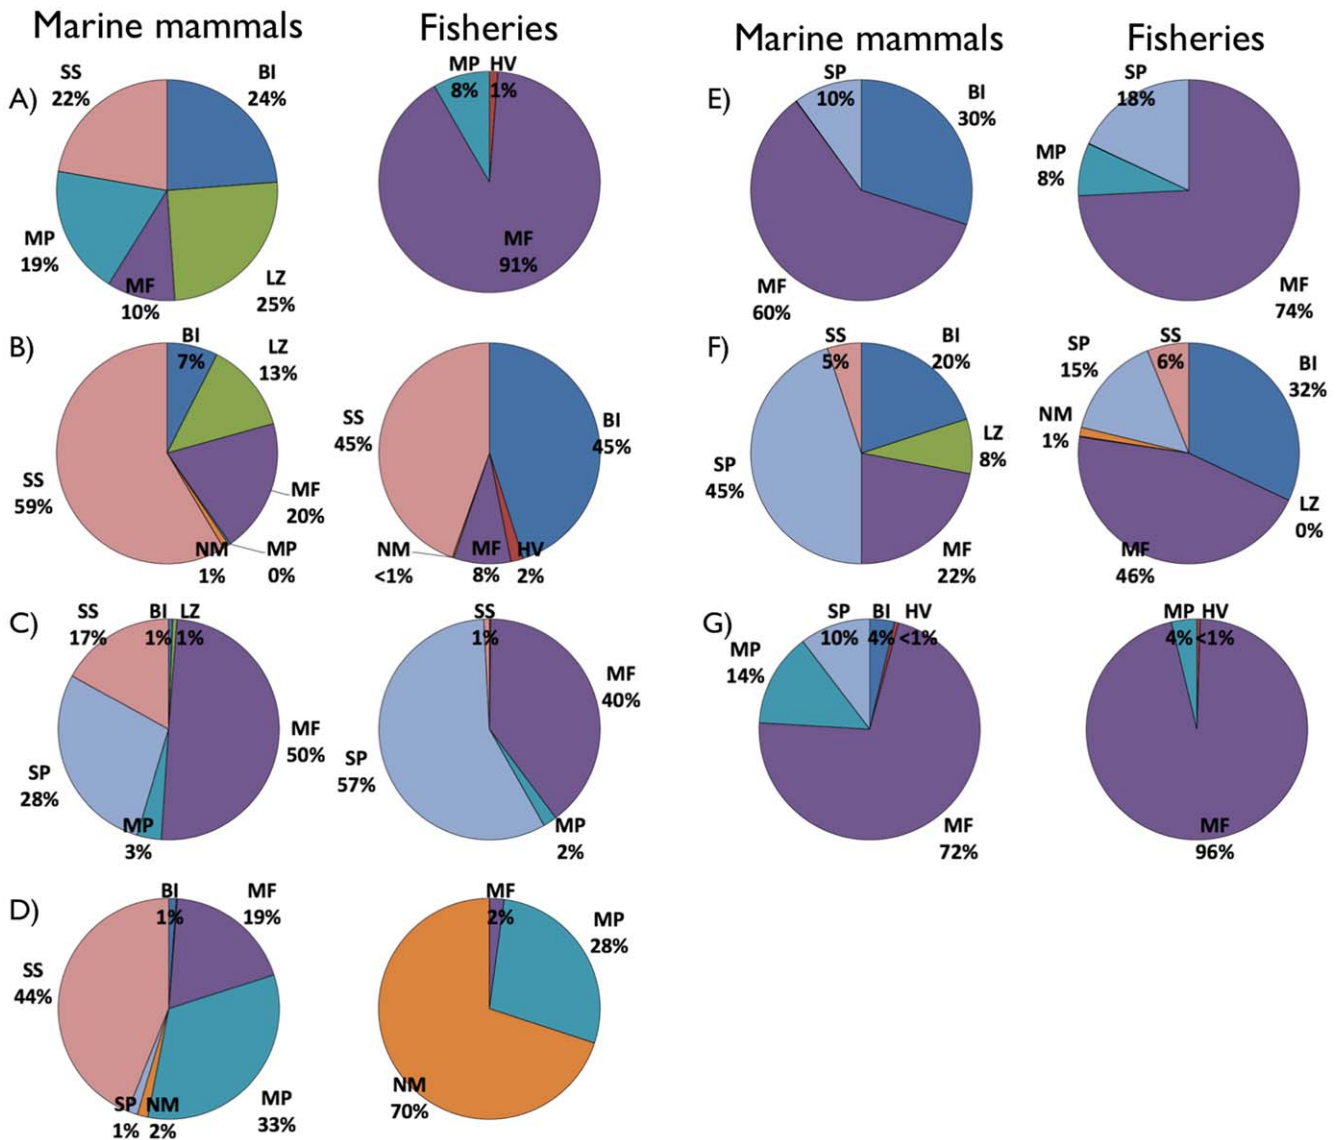 Marine mammals
Fisheries
Marine mammals
Fisheries
A)
SS
22%
BI
24%
MP
19%
MF
10%
LZ
25%
MP
8%
HV
1%
MF
91%
E)
SP
10%
BI
30%
MF
60%
SP
18%
MP
8%
MF
74%
B)
BI
7%
LZ
13%
SS
59%
MF
20%
NM
1%
MP
0%
SS
45%
BI
45%
NM
<1%
MF
8%
HV
2%
F)
SS
5%
BI
20%
LZ
8%
SP
45%
MF
22%
SP
15%
SS
6%
BI
32%
NM
1%
LZ
0%
MF
46%
C)
SS
17%
BI
1%
LZ
1%
MF
50%
SP
28%
MP
3%
SS
1%
MF
40%
SP
57%
MP
2%
G)
SP
10%
BI
4%
HV
<1%
MP
14%
MF
72%
MP
4%
HV
<1%
MF
96%
D)
BI
1%
MF
19%
SS
44%
SP
1%
NM
2%
MP
33%
MF
2%
MP
28%
NM
70%